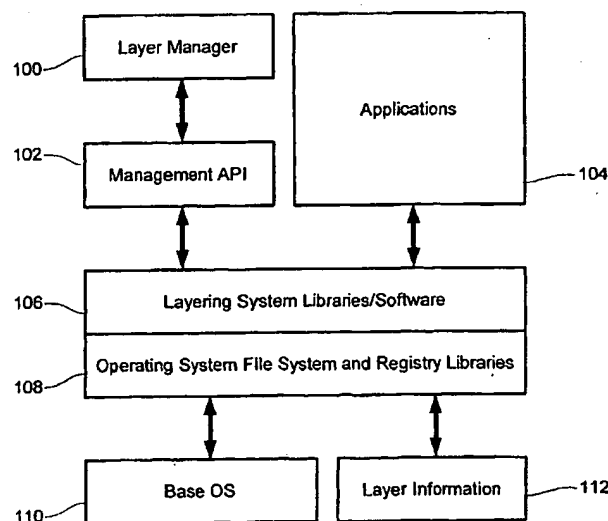 Layer Manager
100
Applications
102
Management API
104
106
Layering System Libraries/Software
108
Operating System File System and Registry Libraries
Base OS
110
Layer Information
112